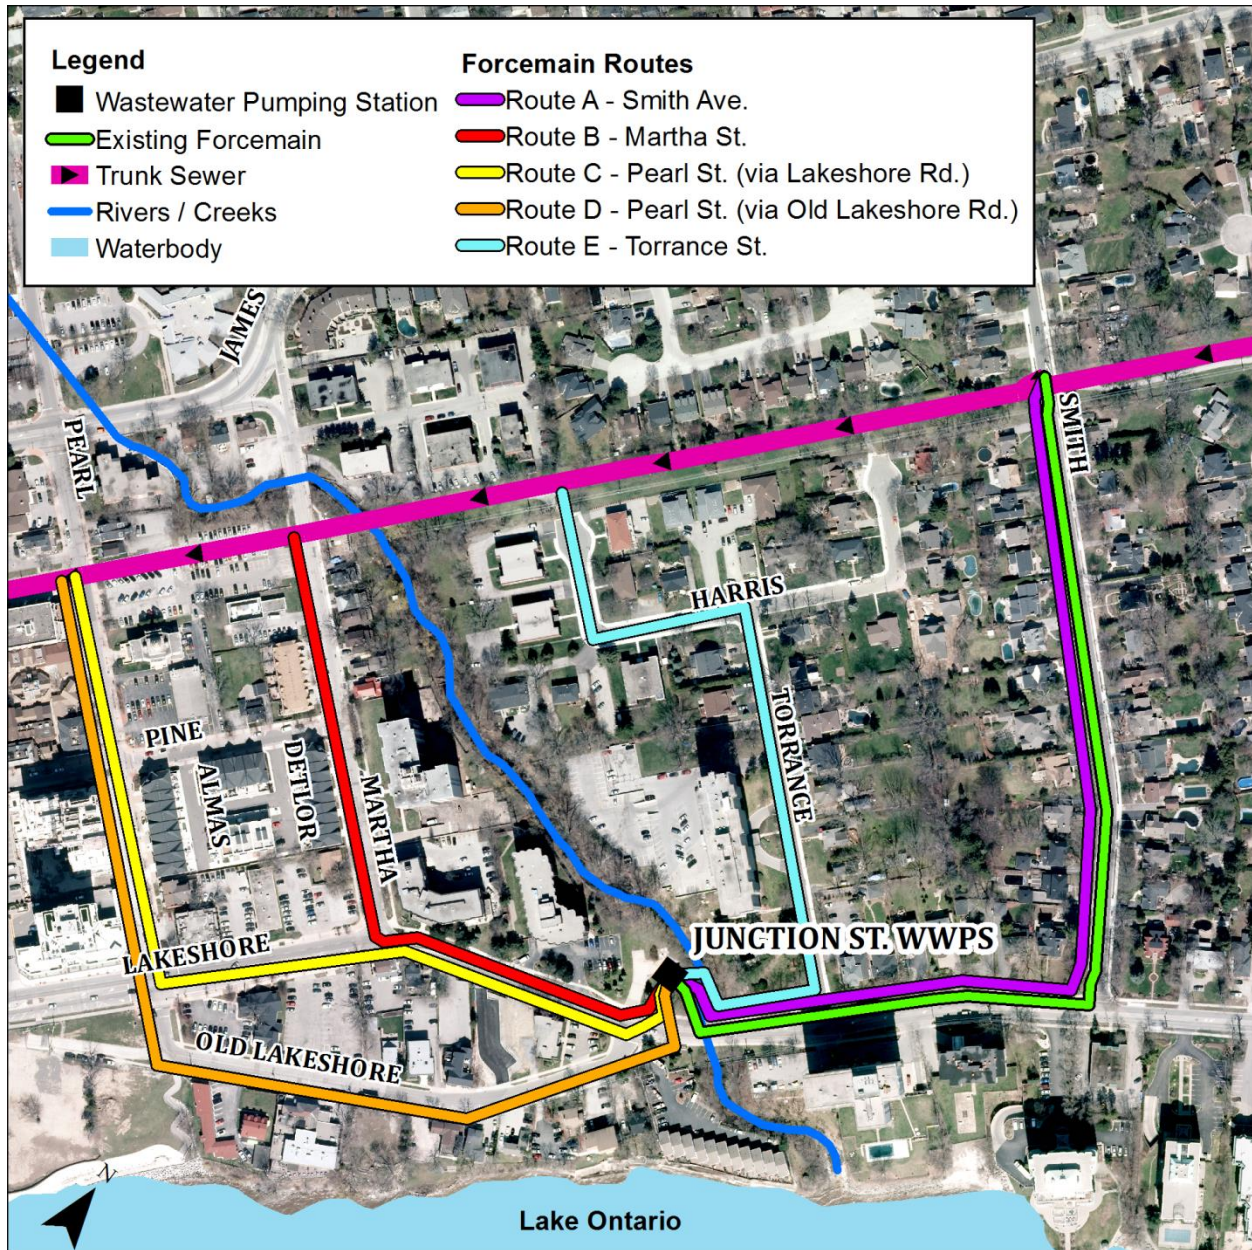 Legend
Wastewater Pumping Station
Existing Forcemain
Trunk Sewer
Rivers / Creeks
Waterbody
Forcemain Routes
Route A - Smith Ave.
Route B - Martha St.
Route C - Pearl St. (via Lakeshore Rd.)
Route D - Pearl St. (via Old Lakeshore Rd.)
Route E - Torrance St.
JAMES
PEARL
SMITH
HARRIS
TORRANCE
PINE
ALMAS
DETLOR
MARTHA
LAKESHORE
JUNCTION ST. WWPS
OLD LAKESHORE
N
Lake Ontario